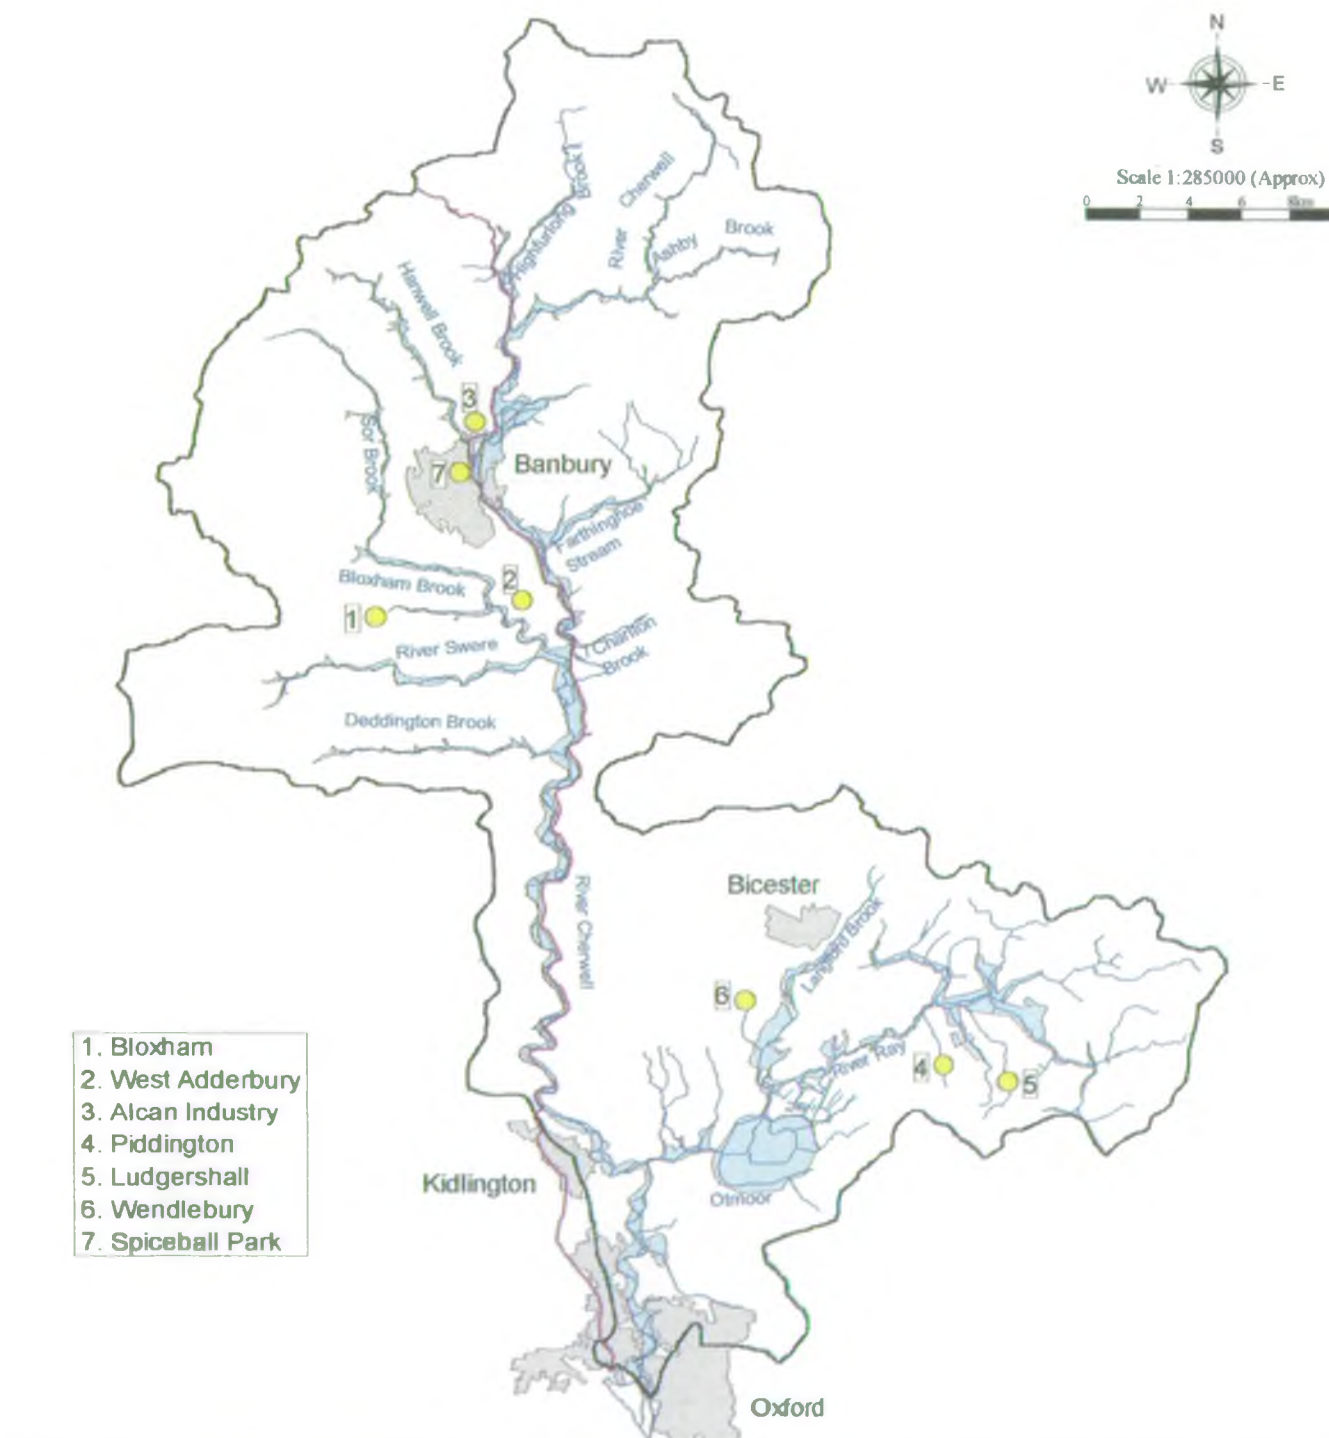 N
W
E
S
Scale 1:285000 (Approx)
0 2 4 6 8km
Highfurlong Brook
River Cherwell
Ashby Brook
Hanwell Brook
3
Sor Brook
7
Banbury
Farthinghoe
Stream
Bloxham Brook
2
1
River Swere
Charlton
Brook
Deddington Brook
River Cherwell
Bicester
Langford Brook
6
River Ray
4
5
1. Bloxham
2. West Adderbury
3. Alcan Industry
4. Piddington
5. Ludgershall
6. Wendlebury
7. Spiceball Park
Kidlington
Otmoor
Oxford